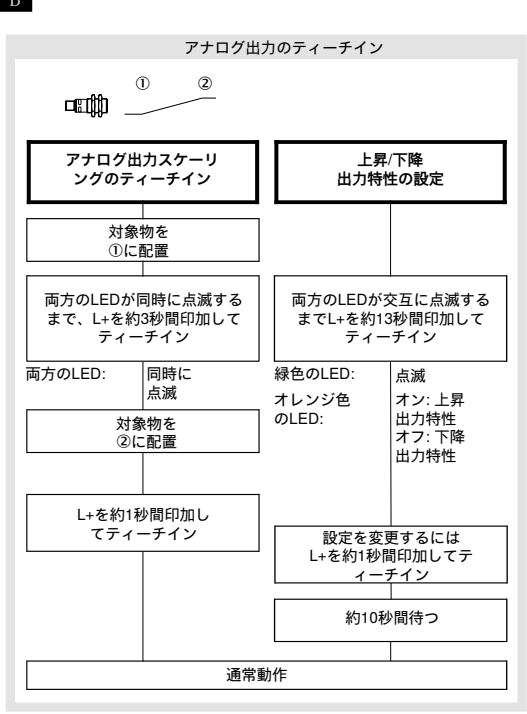 D
アナログ出力のティーチイン
① ②
アナログ出力スケーリ
ングのティーチイン
対象物を
①に配置
両方のLEDが同時に点滅する
まで、L+を約3秒間印加して
ティーチイン
両方のLED: 同時に
点滅
対象物を
②に配置
L+を約1秒間印加し
てティーチイン
上昇/下降
出力特性の設定
両方のLEDが交互に点滅する
までL+を約13秒間印加して
ティーチイン
緑色のLED: 点滅
オレンジ色 オン: 上昇
のLED: 出力特性
オフ: 下降
出力特性
設定を変更するには
L+を約1秒間印加してテ
ィーチイン
約10秒間待つ
通常動作